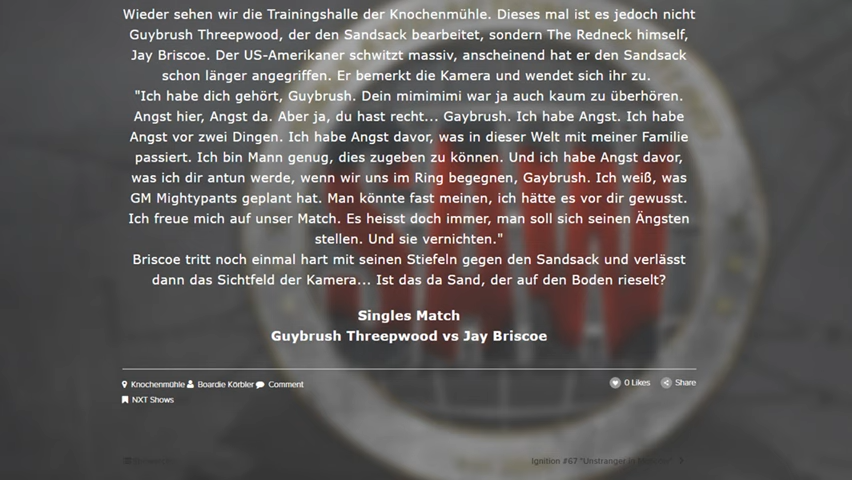 Wieder sehen wir die Trainingshalle der Knochenmühle. Dieses mal ist es jedoch nicht
Guybrush Threepwood, der den Sandsack bearbeitet, sondern The Redneck himself,
Jay Briscoe. Der US-Amerikaner schwitzt massiv, anscheinend hat er den Sandsack
schon länger angegriffen. Er bemerkt die Kamera und wendet sich ihr zu.
"Ich habe dich gehört, Guybrush. Dein mimimimi war ja auch kaum zu überhören.
Angst hier, Angst da. Aber ja, du hast recht... Gaybrush. Ich habe Angst. Ich habe
Angst vor zwei Dingen. Ich habe Angst davor, was in dieser Welt mit meiner Familie
passiert. Ich bin Mann genug, dies zugeben zu können. Und ich habe Angst davor,
was ich dir antun werde, wenn wir uns im Ring begegnen, Gaybrush. Ich weiß, was
GM Mightypants geplant hat. Man könnte fast meinen, ich hätte es vor dir gewusst.
Ich freue mich auf unser Match. Es heisst doch immer, man soll sich seinen Ängsten
stellen. Und sie vernichten."
Briscoe tritt noch einmal hart mit seinen Stiefeln gegen den Sandsack und verlässt
dann das Sichtfeld der Kamera... Ist das da Sand, der auf den Boden rieselt?
Singles Match
Guybrush Threepwood vs Jay Briscoe
Knochenmühle Boardie Körbler Comment
0 Likes Share
NXT Shows
Ignition #67 "Unstranger
SAW